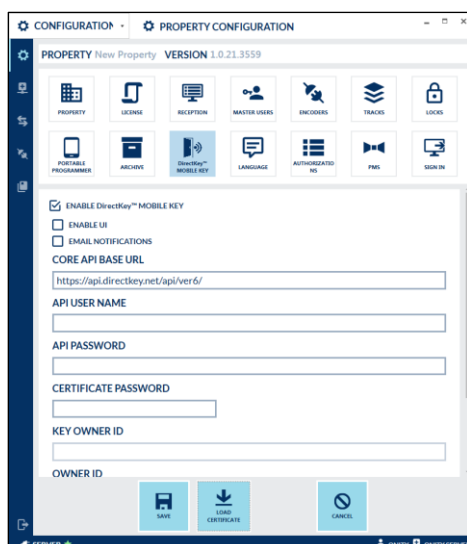 CONFIGURATION
PROPERTY CONFIGURATION
PROPERTY New Property VERSION 1.0.21.3559
PROPERTY
LICENSE
RECEPTION
MASTER USERS
ENCODERS
TRACKS
LOCKS
PORTABLE
PROGRAMMER
ARCHIVE
DirectKey™
MOBILE KEY
LANGUAGE
AUTHORIZATIO
NS
PMS
SIGN IN
ENABLE DirectKey™ MOBILE KEY
ENABLE UI
EMAIL NOTIFICATIONS
CORE API BASE URL
https://api.directkey.net/api/ver6/
API USER NAME
API PASSWORD
CERTIFICATE PASSWORD
KEY OWNER ID
OWNER ID
SAVE
LOAD
CERTIFICATE
CANCEL
SERVER
ONITY
ONITY SERVER